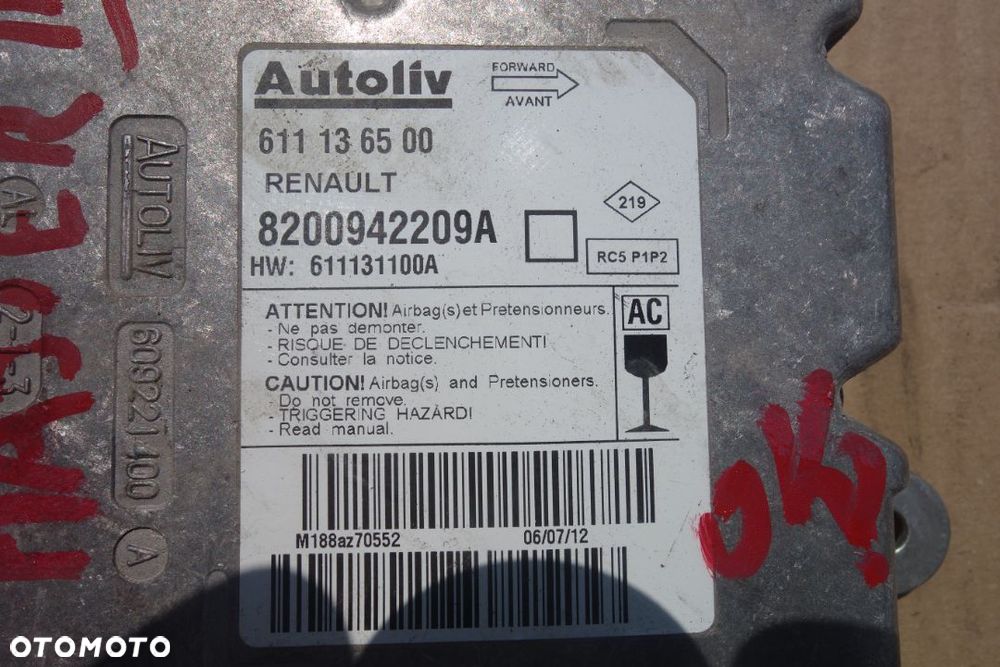 Autoliv
FORWARD
AVANT
611 13 65 00
RENAULT
8200942209A
219
RC5 P1P2
HW: 611131100A
ATTENTION! Airbag(s) et Pretensionneurs.
- Ne pas demonter.
- RISQUE DE DECLENCHEMENT!
- Consulter la notice.
AC
CAUTION! Airbag(s) and Pretensioners.
Do not remove.
- TRIGGERING HAZARD!
- Read manual.
M188az70552
06/07/12
AUTOLIV
609221400
A
MASTER III
OK!
OTOMOTO